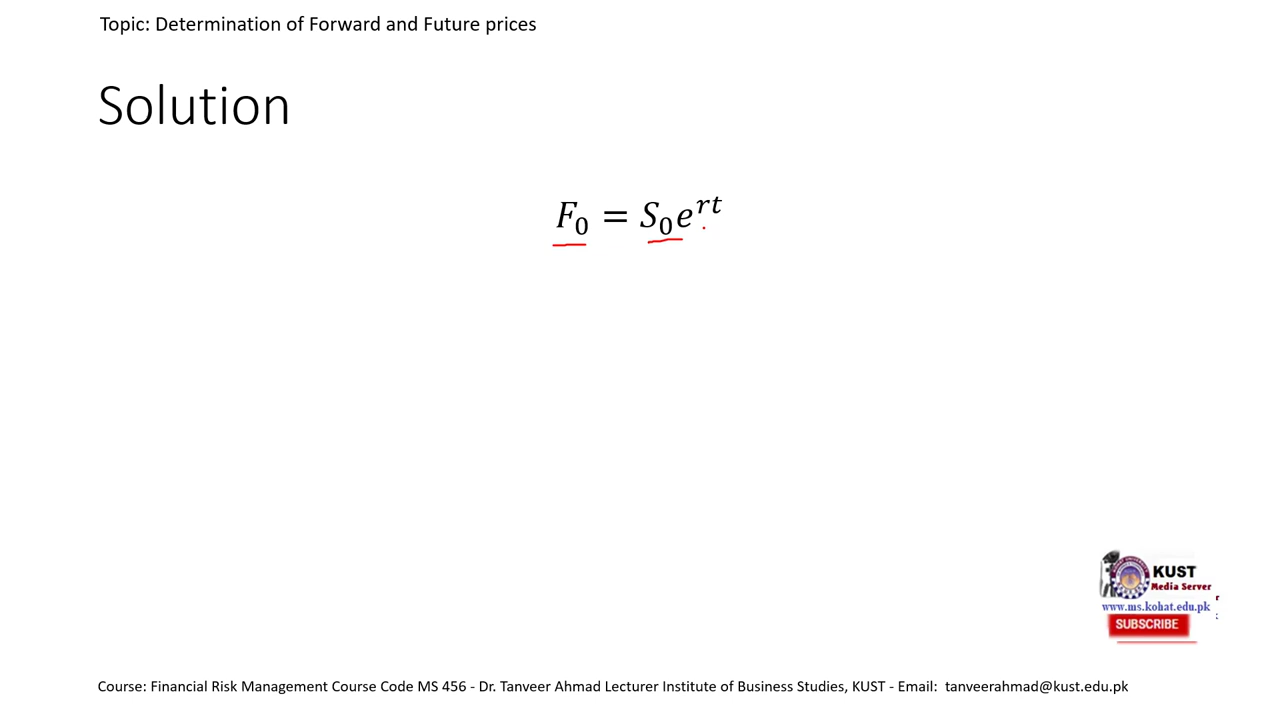 Topic: Determination of Forward and Future prices
Solution
F₀ = S₀eʳᵗ
KUST
Media Server
www.ms.kohat.edu.pk
SUBSCRIBE
Course: Financial Risk Management Course Code MS 456 - Dr. Tanveer Ahmad Lecturer Institute of Business Studies, KUST - Email: tanveerahmad@kust.edu.pk